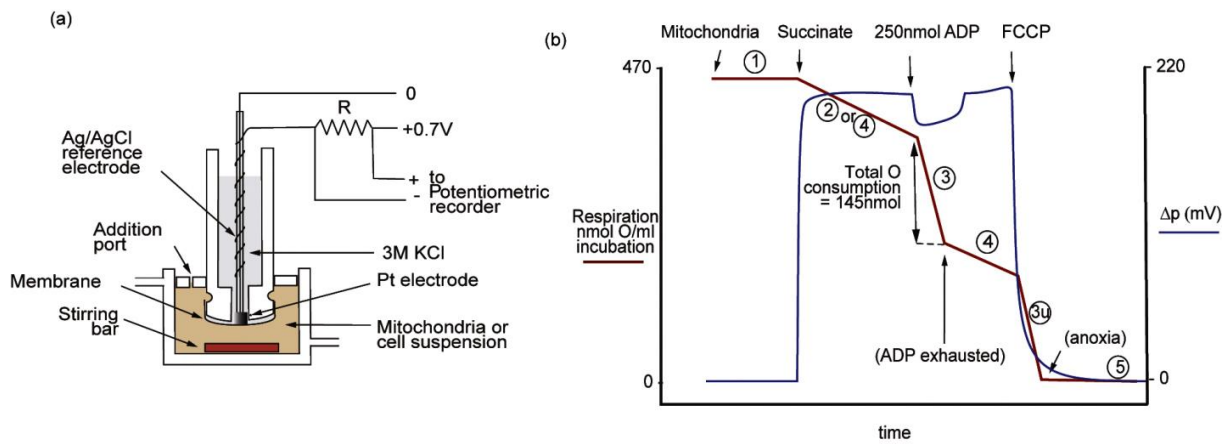 (a)
0
R
+0.7V
Ag/AgCl
reference
electrode
+ to
- Potentiometric
recorder
Addition
port
3M KCl
Membrane
Pt electrode
Stirring
bar
Mitochondria or
cell suspension
(b)
Mitochondria
Succinate
250nmol ADP
FCCP
470
220
1
2 or 4
3
Total O
consumption
= 145nmol
4
Respiration
nmol O/ml
incubation
Δp (mV)
3u
(ADP exhausted)
(anoxia)
5
0
0
time